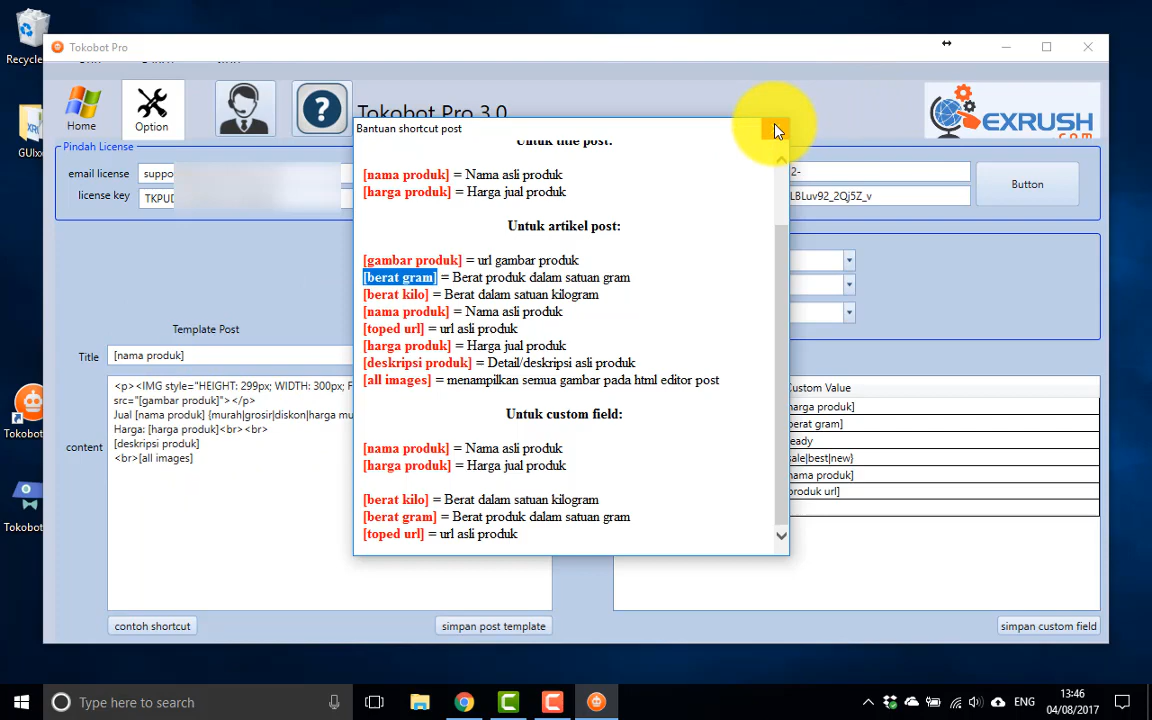 Recycle
Tokobot Pro
Home
Option
Tokobot Pro 3.0
EXRUSH
.COM
Pindah License
email license
suppo
license key
TKPUD
2-
LBLuv92_2Qj5Z_v
Button
GUIxo
Bantuan shortcut post
Untuk title post:
[nama produk] = Nama asli produk
[harga produk] = Harga jual produk
Untuk artikel post:
[gambar produk] = url gambar produk
[berat gram] = Berat produk dalam satuan gram
[berat kilo] = Berat dalam satuan kilogram
[nama produk] = Nama asli produk
[toped url] = url asli produk
[harga produk] = Harga jual produk
[deskripsi produk] = Detail/deskripsi asli produk
[all images] = menampilkan semua gambar pada html editor post
Untuk custom field:
[nama produk] = Nama asli produk
[harga produk] = Harga jual produk
[berat kilo] = Berat dalam satuan kilogram
[berat gram] = Berat produk dalam satuan gram
[toped url] = url asli produk
Template Post
Title
[nama produk]
content
<p><IMG style="HEIGHT: 299px; WIDTH: 300px; F
src="[gambar produk]"></p>
Jual [nama produk] {murah|grosir|diskon|harga mu
Harga: [harga produk]<br><br>
[deskripsi produk]
<br>[all images]
Custom Value
harga produk]
berat gram]
ready
sale|best|new}
nama produk]
produk url]
contoh shortcut
simpan post template
simpan custom field
Tokobot
Tokobot
Type here to search
ENG
13:46
04/08/2017